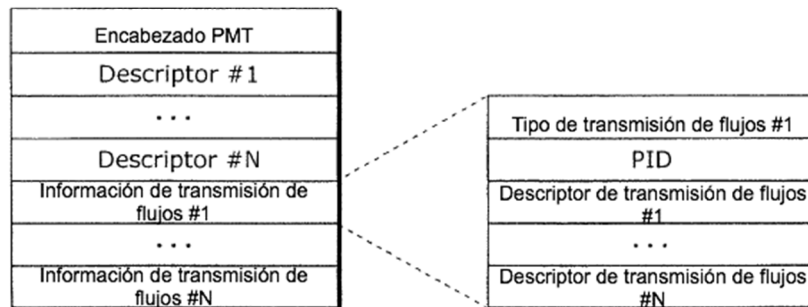 Encabezado PMT
Descriptor #1
...
Descriptor #N
Información de transmisión de
flujos #1
...
Información de transmisión de
flujos #N
Tipo de transmisión de flujos #1
PID
Descriptor de transmisión de flujos
#1
...
Descriptor de transmisión de flujos
#N